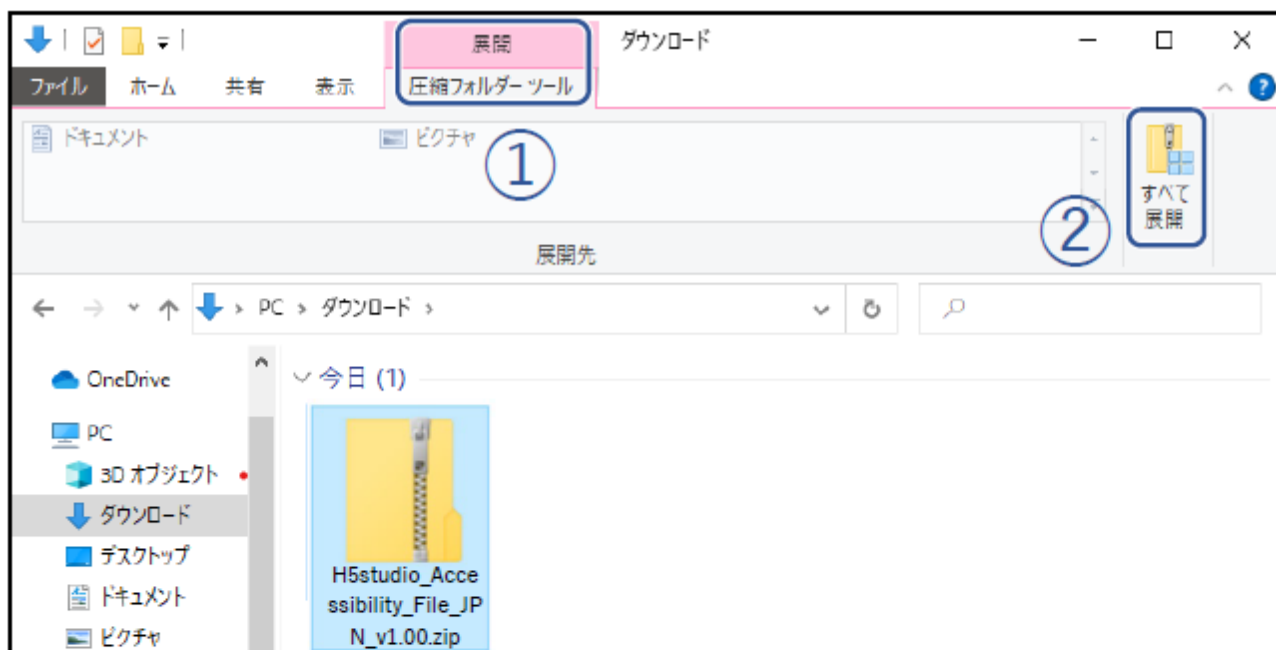 展開
ダウンロード
ファイル ホーム 共有 表示 圧縮フォルダー ツール
ドキュメント ピクチャ
①
すべて
展開
②
展開先
PC › ダウンロード ›
OneDrive
今日 (1)
PC
3D オブジェクト
ダウンロード
デスクトップ
ドキュメント
ピクチャ
H5studio_Acce
ssibility_File_JP
N_v1.00.zip